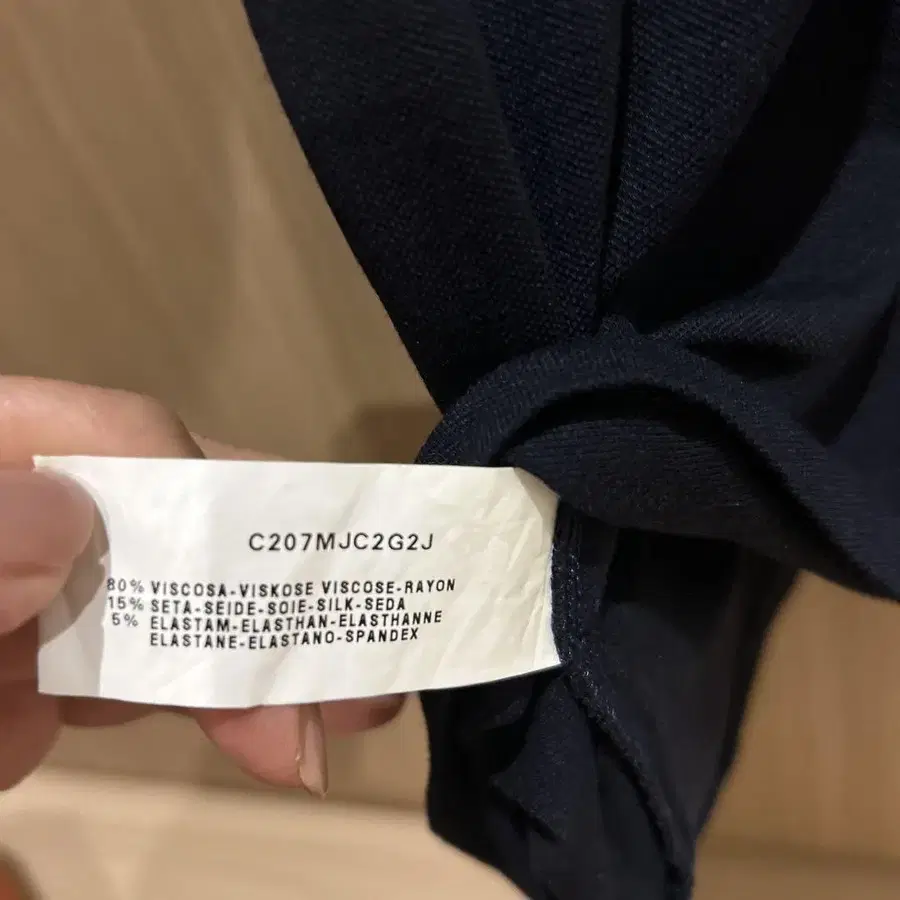 C207MJC2G2J
80% VISCOSA-VISKOSE VISCOSE-RAYON
15% SETA-SEIDE-SOIE-SILK-SEDA
5% ELASTAM-ELASTHAN-ELASTHANNE
ELASTANE-ELASTANO-SPANDEX